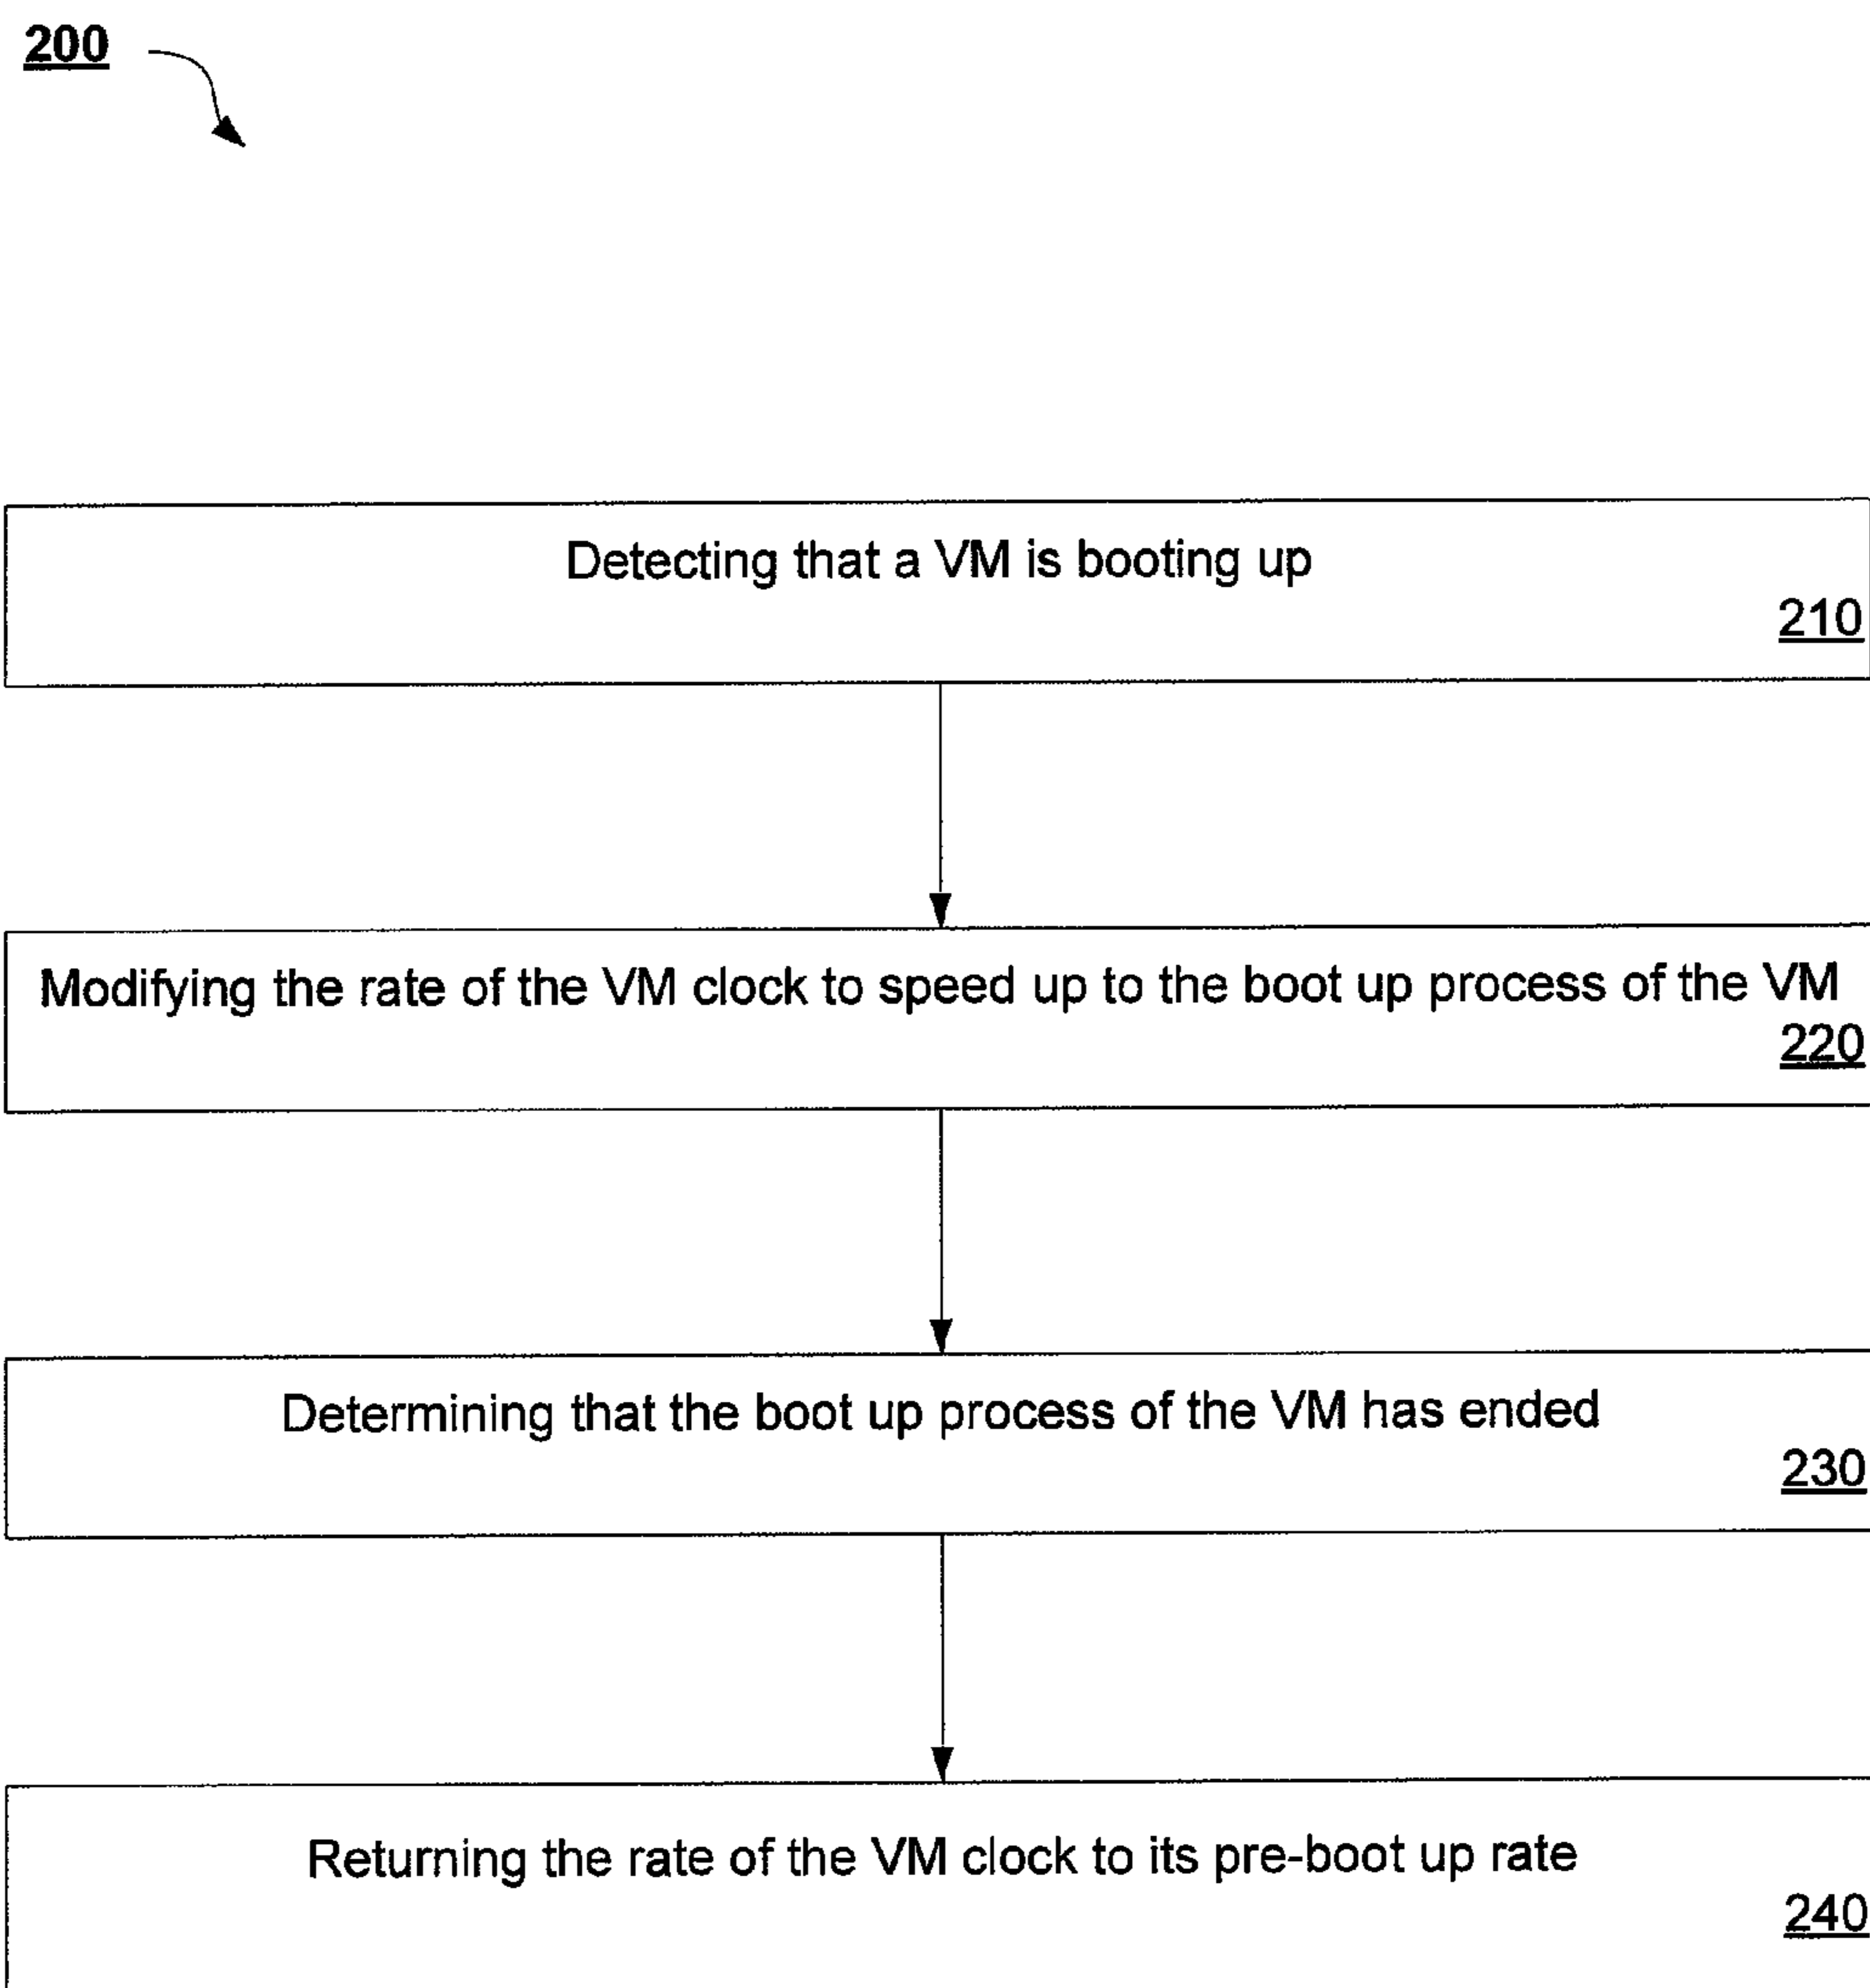 200
Detecting that a VM is booting up
210
Modifying the rate of the VM clock to speed up to the boot up process of the VM
220
Determining that the boot up process of the VM has ended
230
Returning the rate of the VM clock to its pre-boot up rate
240